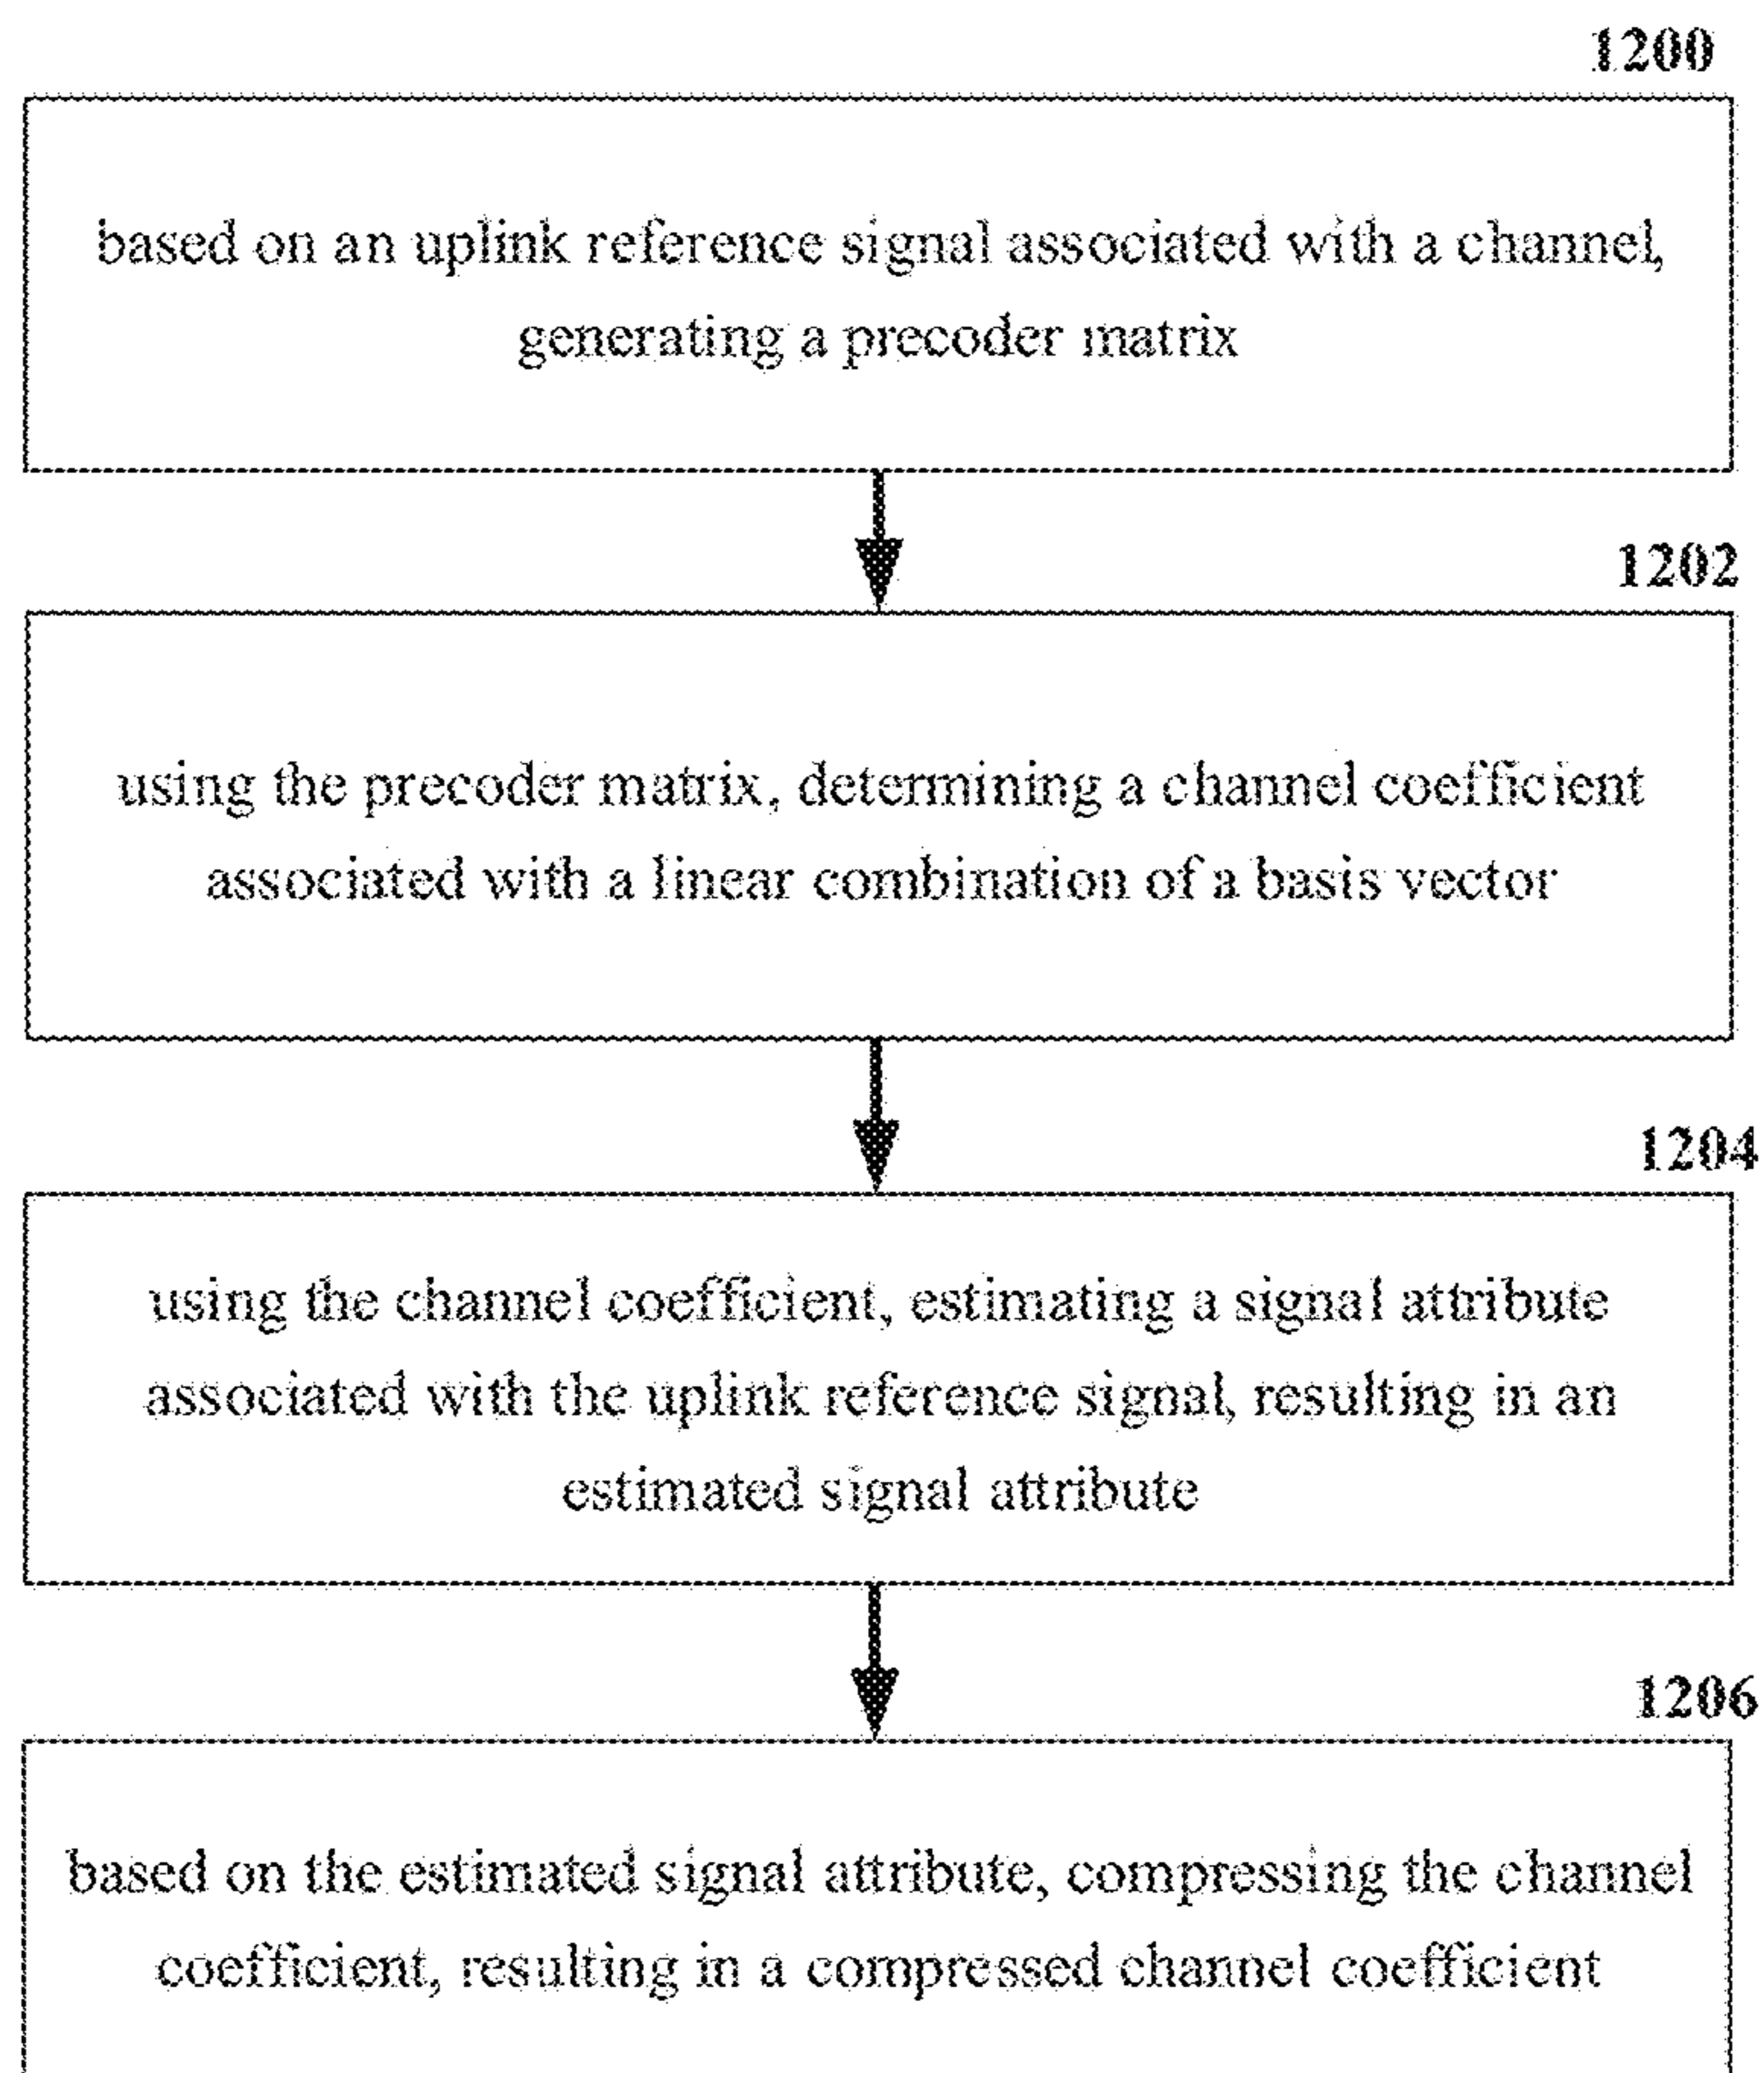 1200
based on an uplink reference signal associated with a channel,
generating a precoder matrix
1202
using the precoder matrix, determining a channel coefficient
associated with a linear combination of a basis vector
1204
using the channel coefficient, estimating a signal attribute
associated with the uplink reference signal, resulting in an
estimated signal attribute
1206
based on the estimated signal attribute, compressing the channel
coefficient, resulting in a compressed channel coefficient